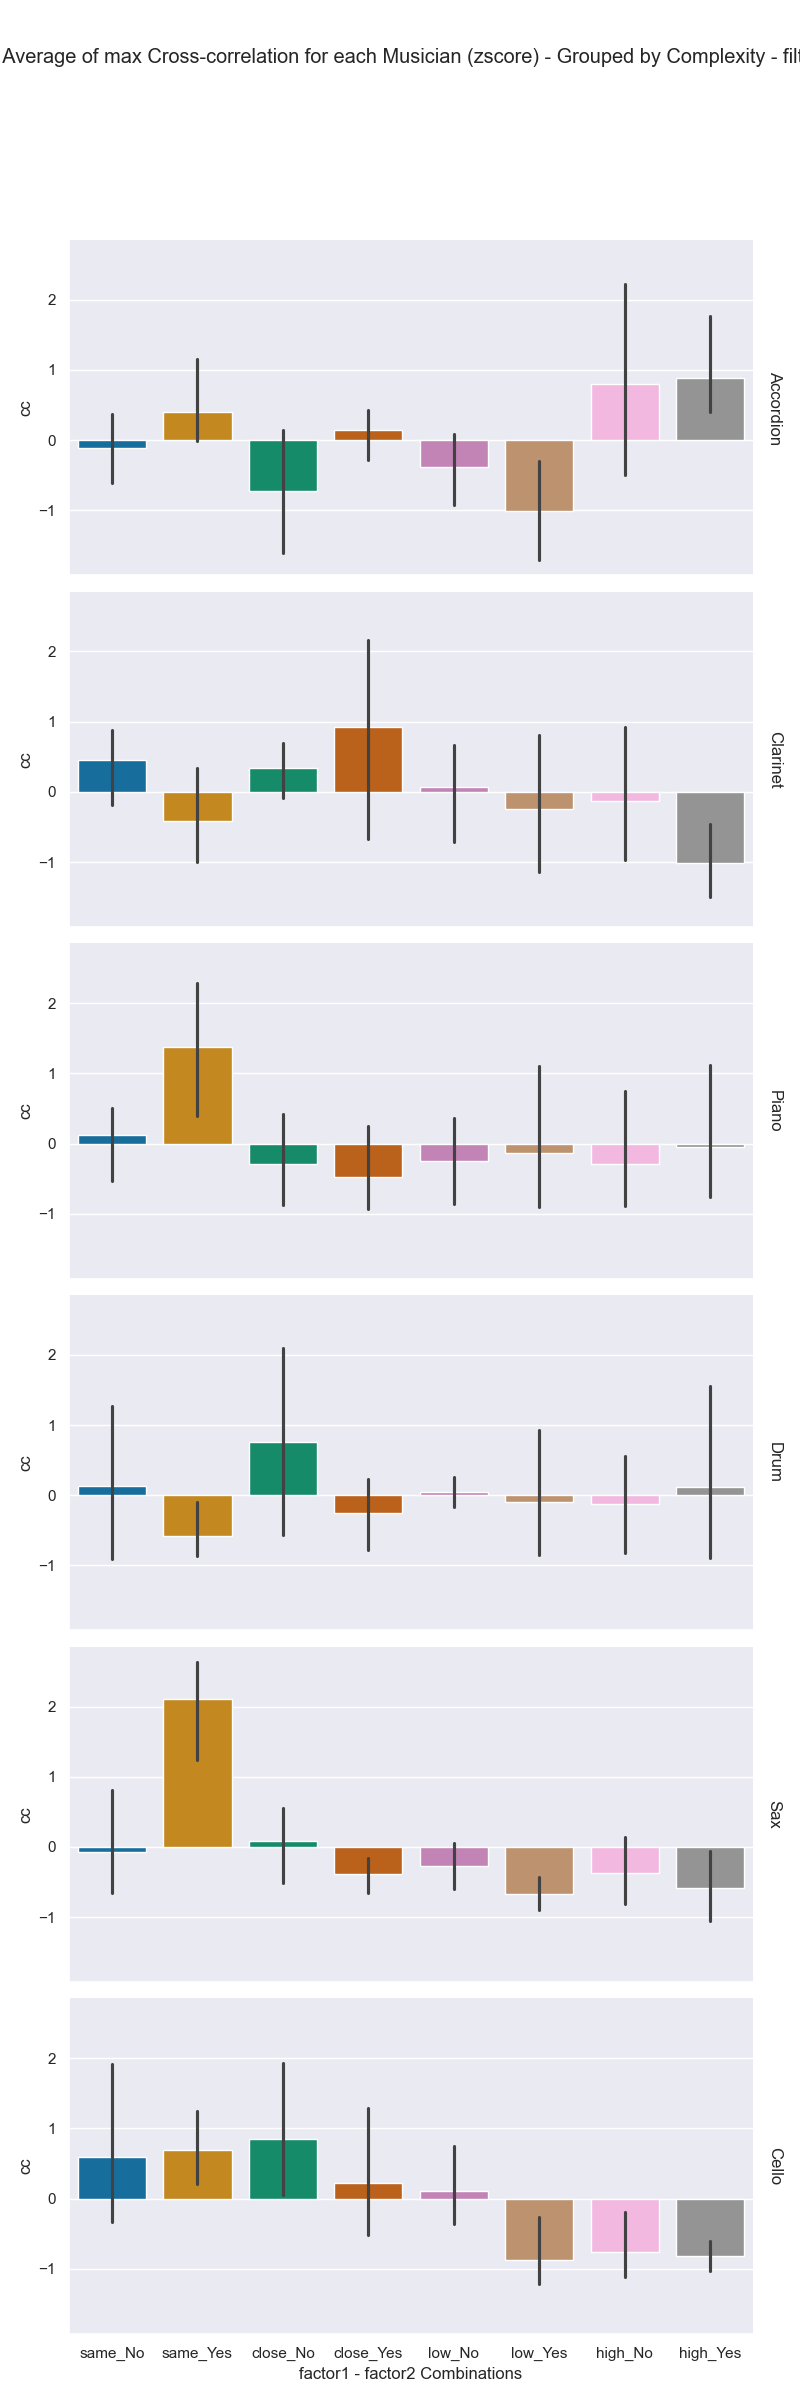 Average of max Cross-correlation for each Musician (zscore) - Grouped by Complexity - filt
2
1
0
−1
cc
Accordion
2
1
0
−1
cc
Clarinet
2
1
0
−1
cc
Piano
2
1
0
−1
cc
Drum
2
1
0
−1
cc
Sax
2
1
0
−1
cc
Cello
same_No same_Yes close_No close_Yes low_No low_Yes high_No high_Yes
factor1 - factor2 Combinations